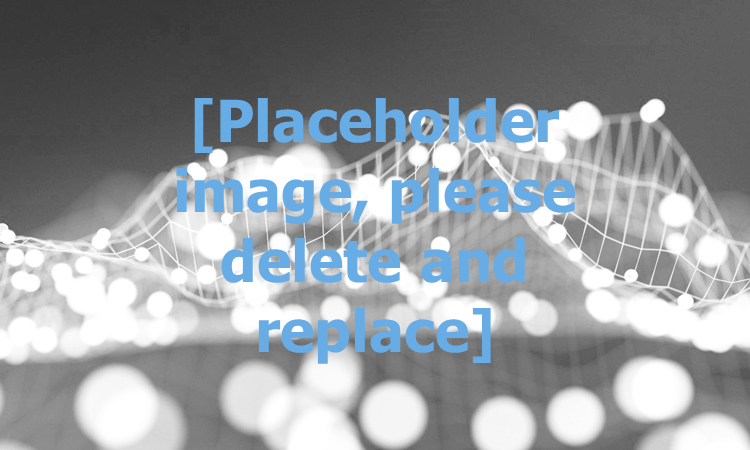 [Placeholder
image, please
delete and
replace]